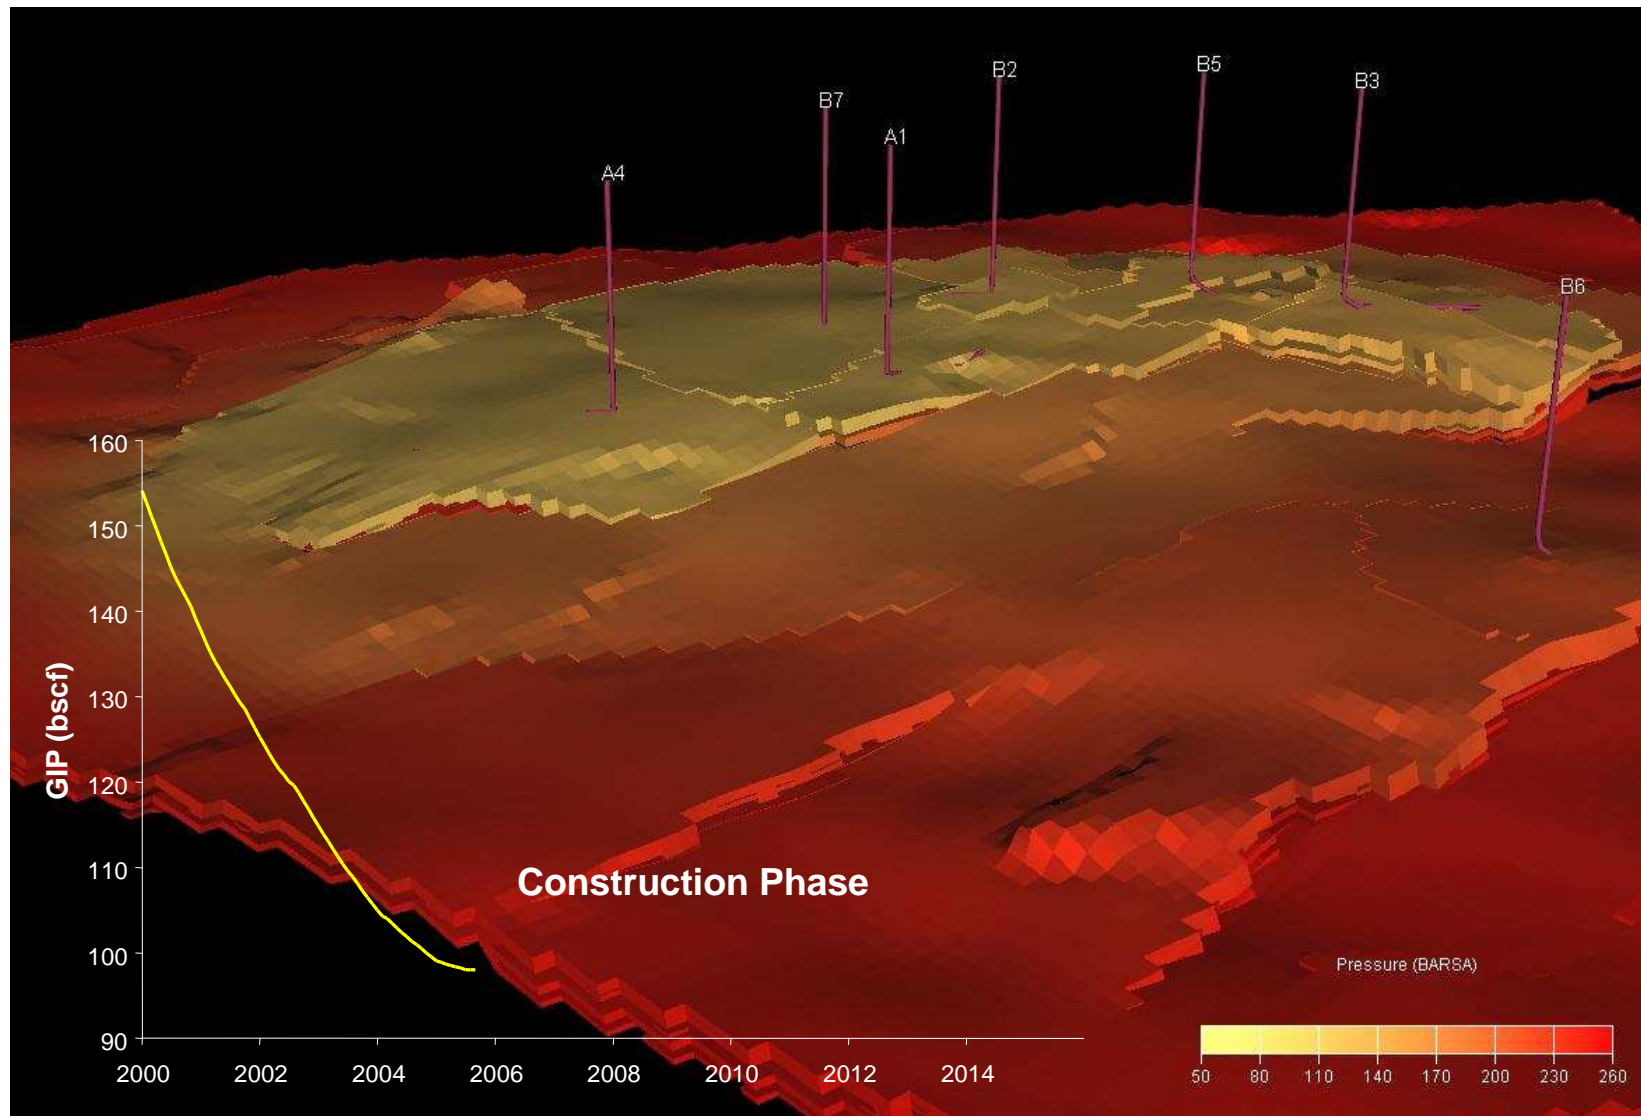 B2
B5
B3
B7
A1
A4
B6
160
150
140
130
120
110
100
90
GIP (bscf)
Construction Phase
2000 2002 2004 2006 2008 2010 2012 2014
Pressure (BARSA)
50 80 110 140 170 200 230 260